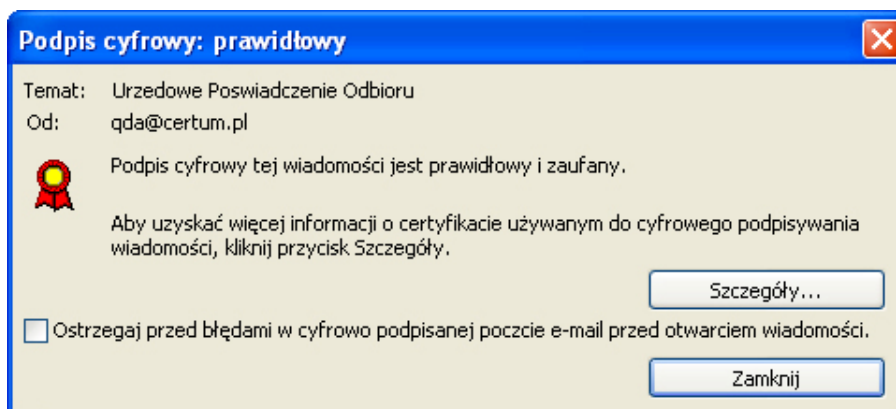 Podpis cyfrowy: prawidłowy
Temat: Urzedowe Poswiadczenie Odbioru
Od: qda@certum.pl
Podpis cyfrowy tej wiadomości jest prawidłowy i zaufany.
Aby uzyskać więcej informacji o certyfikacie używanym do cyfrowego podpisywania
wiadomości, kliknij przycisk Szczegóły.
Szczegóły...
Ostrzegaj przed błędami w cyfrowo podpisanej poczcie e-mail przed otwarciem wiadomości.
Zamknij